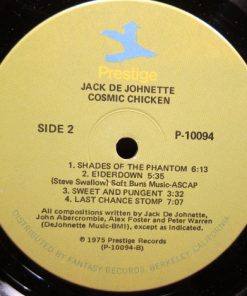 Prestige
JACK DE JOHNETTE
COSMIC CHICKEN
SIDE 2
P-10094
1. SHADES OF THE PHANTOM 6:13
2. EIDERDOWN 5:35
(Steve Swallow) Saft Buns Music-ASCAP
3. SWEET AND PUNGENT 3:32
4. LAST CHANCE STOMP 7:07
All compositions written by Jack De Johnette,
John Abercrombie, Alex Foster and Peter Warren
(DeJohnette Music-BMI), except as indicated.
℗ 1975 Prestige Records
(P-10094-B)
DISTRIBUTED BY FANTASY RECORDS, BERKELEY, CALIFORNIA